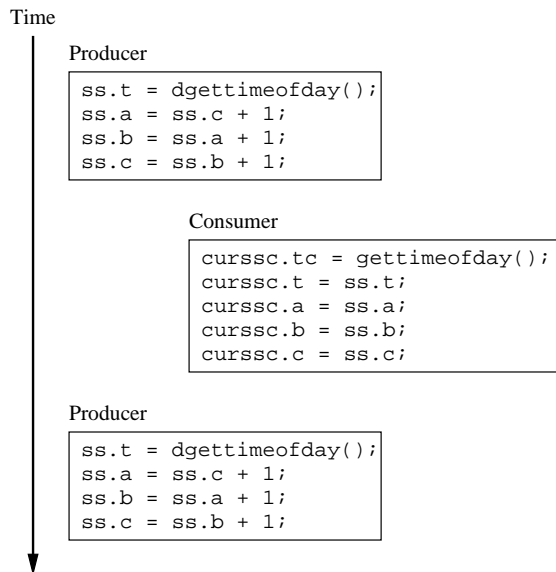 Time
Producer
ss.t = dgettimeofday();
ss.a = ss.c + 1;
ss.b = ss.a + 1;
ss.c = ss.b + 1;
Consumer
curssc.tc = gettimeofday();
curssc.t = ss.t;
curssc.a = ss.a;
curssc.b = ss.b;
curssc.c = ss.c;
Producer
ss.t = dgettimeofday();
ss.a = ss.c + 1;
ss.b = ss.a + 1;
ss.c = ss.b + 1;